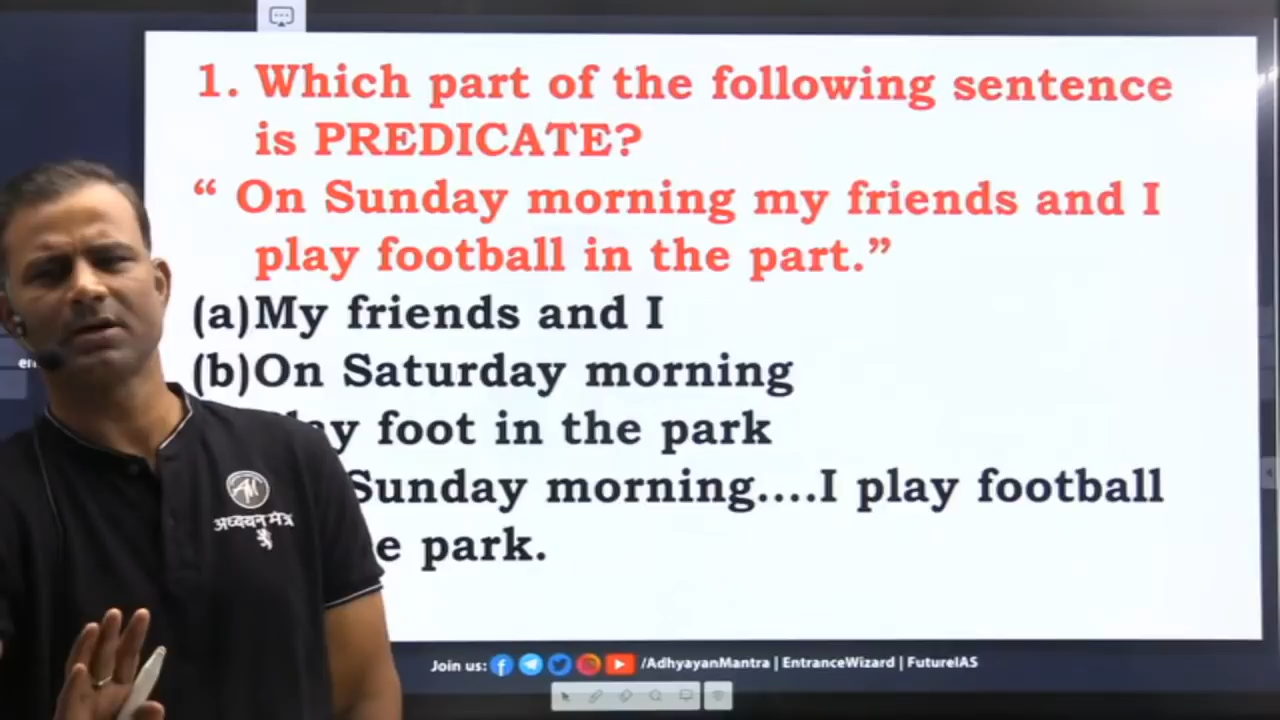 1. Which part of the following sentence
is PREDICATE?
“ On Sunday morning my friends and I
play football in the part.”
(a)My friends and I
(b)On Saturday morning
foot in the park
Sunday morning....I play football
park.
अध्ययन मंत्र
Join us: /AdhyayanMantra | EntranceWizard | FutureIAS